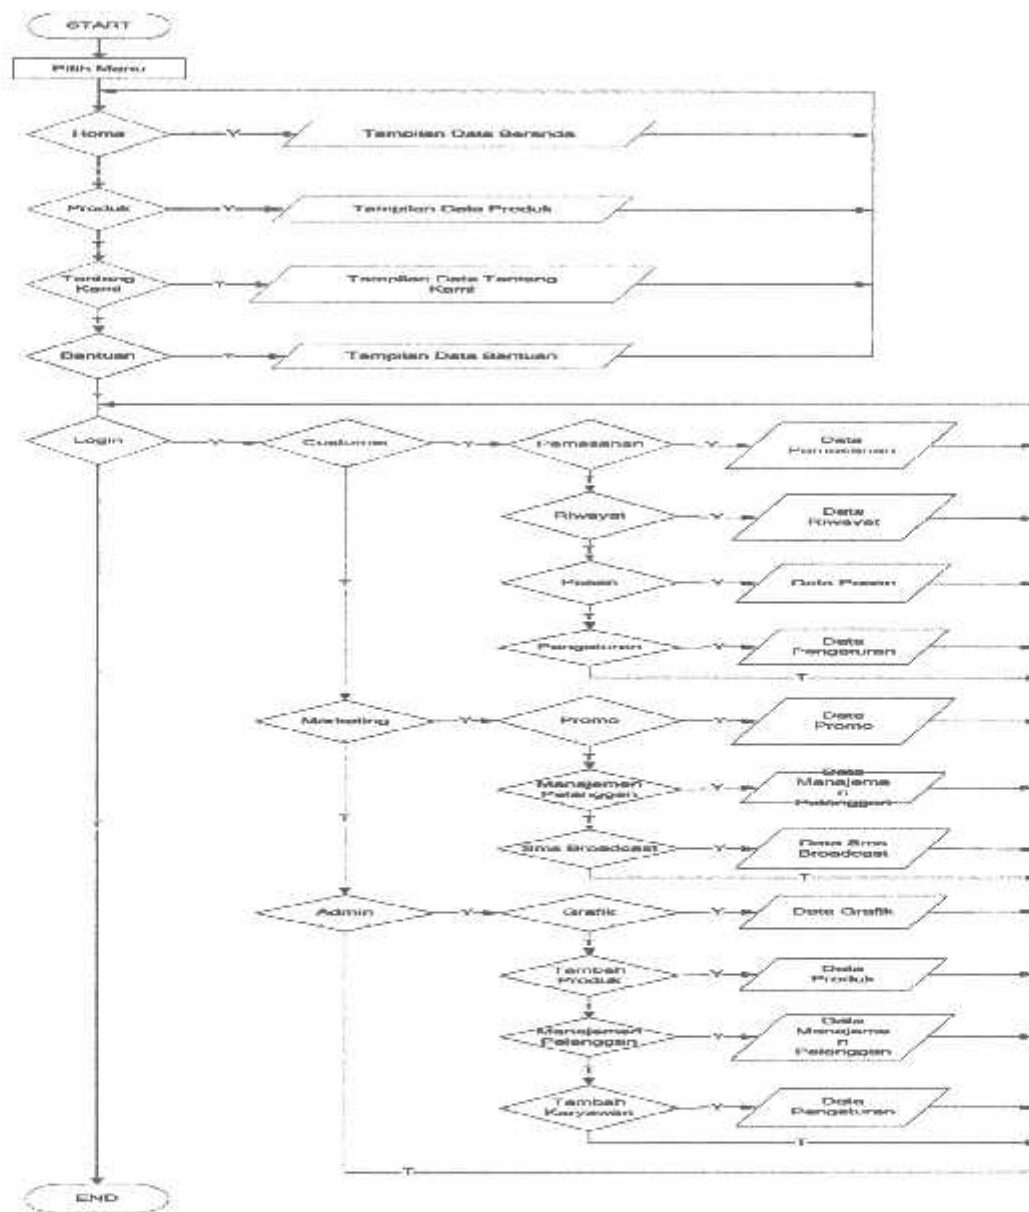 START
Pilih Menu
Home
Y
Tampilan Data Beranda
T
Produk
Y
Tampilan Data Produk
T
Tentang
Kami
Y
Tampilan Data Tentang
Kami
T
Bantuan
Y
Tampilan Data Bantuan
T
Login
Y
Customer
Y
Pemesanan
Y
Data
Pemesanan
T
Riwayat
Y
Data
Riwayat
T
Pesan
Y
Data Pesan
T
T
Pengaturan
Y
Data
Pengaturan
T
Marketing
Y
Promo
Y
Data
Promo
T
Manajemen
Pelanggan
Y
Data
Manajeme
n
Pelanggan
T
T
Sms Broadcast
Y
Data Sms
Broadcast
T
Admin
Y
Grafik
Y
Data Grafik
T
Tambah
Produk
Y
Data
Produk
T
Manajemen
Pelanggan
Y
Data
Manajeme
n
Pelanggan
T
Tambah
Karyawan
Y
Data
Pengaturan
T
T
END